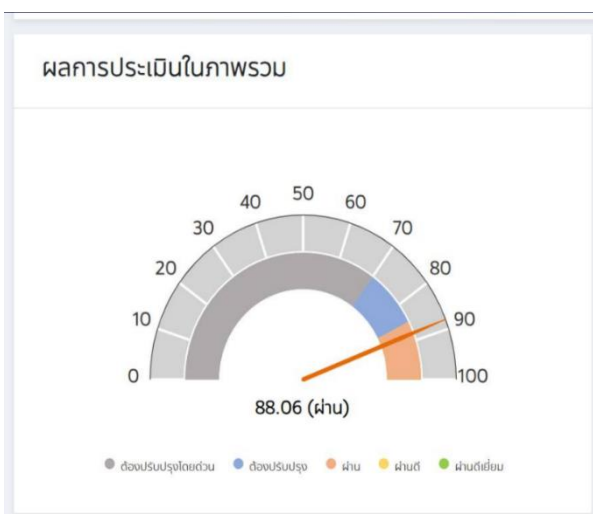 ผลการประเมินในภาพรวม
50
40 60
30 70
20 80
10 90
0 100
88.06 (ผ่าน)
ต้องปรับปรุงโดยด่วน ต้องปรับปรุง ผ่าน ผ่านดี ผ่านดีเยี่ยม